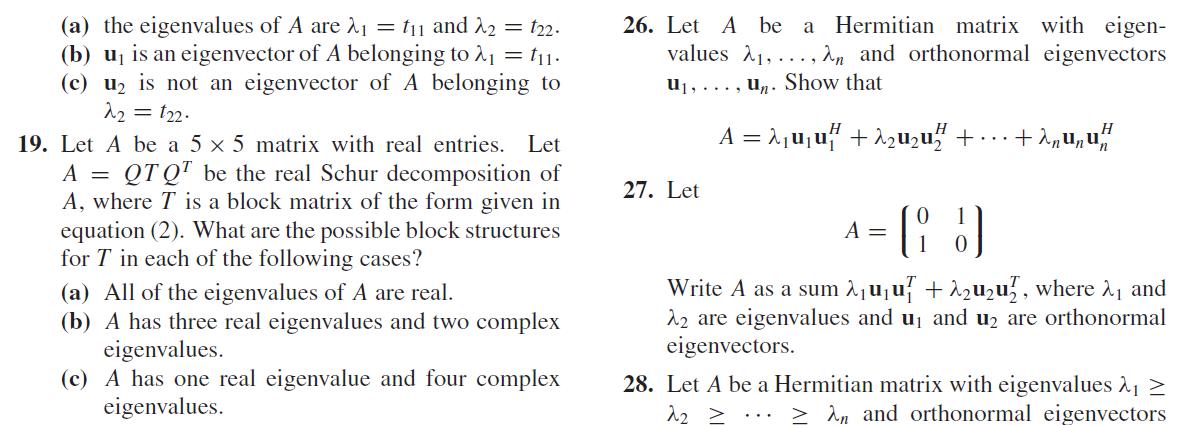 (a) the eigenvalues of A are λ₁ = t₁₁ and λ₂ = t₂₂.
(b) u₁ is an eigenvector of A belonging to λ₁ = t₁₁.
(c) u₂ is not an eigenvector of A belonging to
λ₂ = t₂₂.
19. Let A be a 5 × 5 matrix with real entries. Let
A = QTQᵀ be the real Schur decomposition of
A, where T is a block matrix of the form given in
equation (2). What are the possible block structures
for T in each of the following cases?
(a) All of the eigenvalues of A are real.
(b) A has three real eigenvalues and two complex
eigenvalues.
(c) A has one real eigenvalue and four complex
eigenvalues.
26. Let A be a Hermitian matrix with eigen-
values λ₁, . . . , λₙ and orthonormal eigenvectors
u₁, . . . , uₙ. Show that
A = λ₁u₁u₁ᴴ + λ₂u₂u₂ᴴ + · · · + λₙuₙuₙᴴ
27. Let
A = [0 1
1 0]
Write A as a sum λ₁u₁u₁ᵀ + λ₂u₂u₂ᵀ, where λ₁ and
λ₂ are eigenvalues and u₁ and u₂ are orthonormal
eigenvectors.
28. Let A be a Hermitian matrix with eigenvalues λ₁ ≥
λ₂ ≥ · · · ≥ λₙ and orthonormal eigenvectors